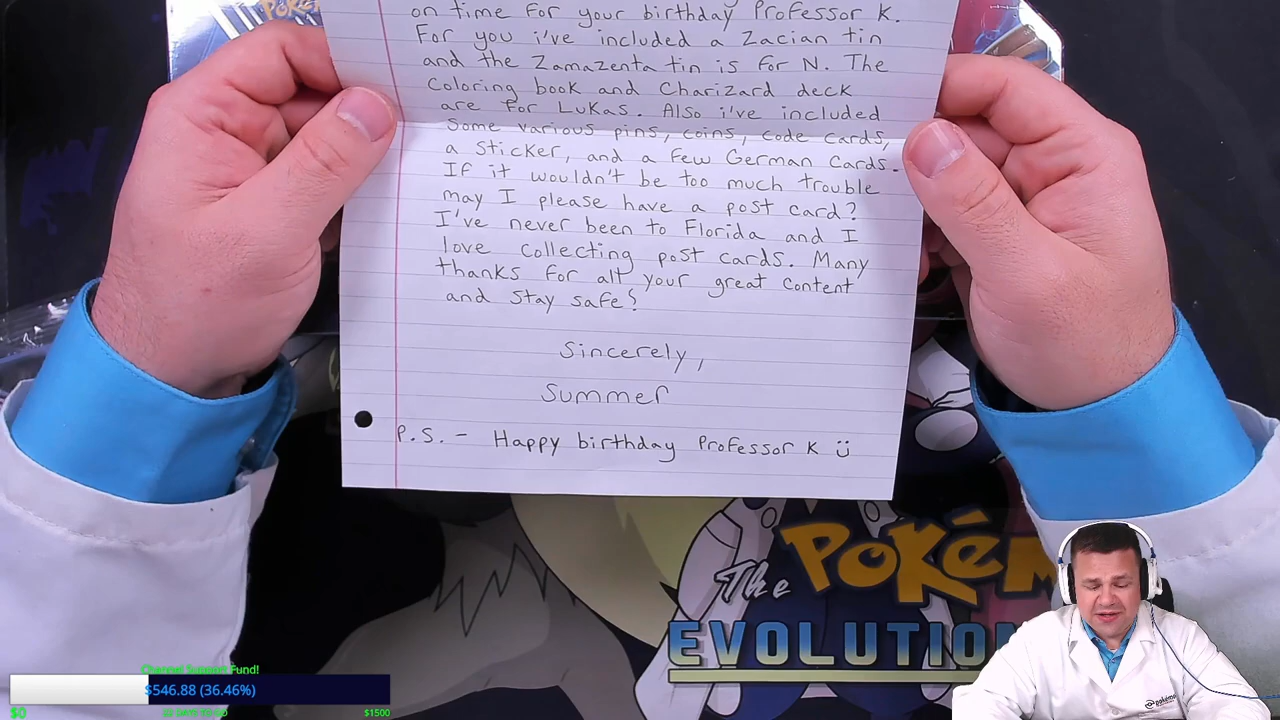 POKé
on time for your birthday Professor K.
For you i've included a Zacian tin
and the Zamazenta tin is for N. The
Coloring book and Charizard deck
are for Lukas. Also i've included
some various pins, coins, code cards,
a sticker, and a few German Cards.
If it wouldn't be too much trouble
may I please have a post card?
I've never been to Florida and I
love collecting post cards. Many
thanks for all your great content
and stay safe!
Sincerely,
Summer
P.S. - Happy birthday Professor K
The POKéM
EVOLUTION
Channel Support Fund!
$546.88 (36.46%)
$0
$1500